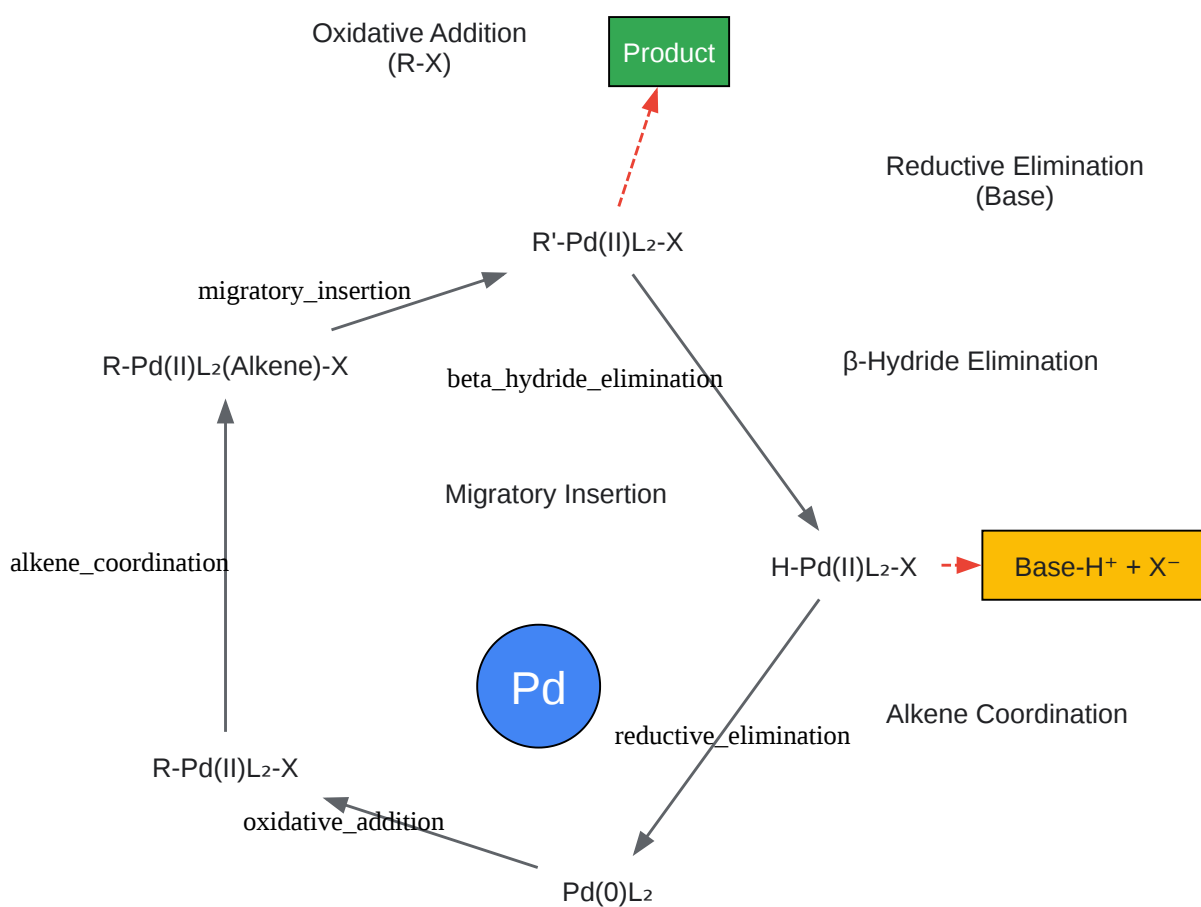 Oxidative Addition
(R-X)
Product
Reductive Elimination
(Base)
R'-Pd(II)L₂-X
migratory_insertion
R-Pd(II)L₂(Alkene)-X
beta_hydride_elimination
β-Hydride Elimination
Migratory Insertion
alkene_coordination
H-Pd(II)L₂-X
Base-H⁺ + X⁻
Pd
Alkene Coordination
reductive_elimination
R-Pd(II)L₂-X
oxidative_addition
Pd(0)L₂